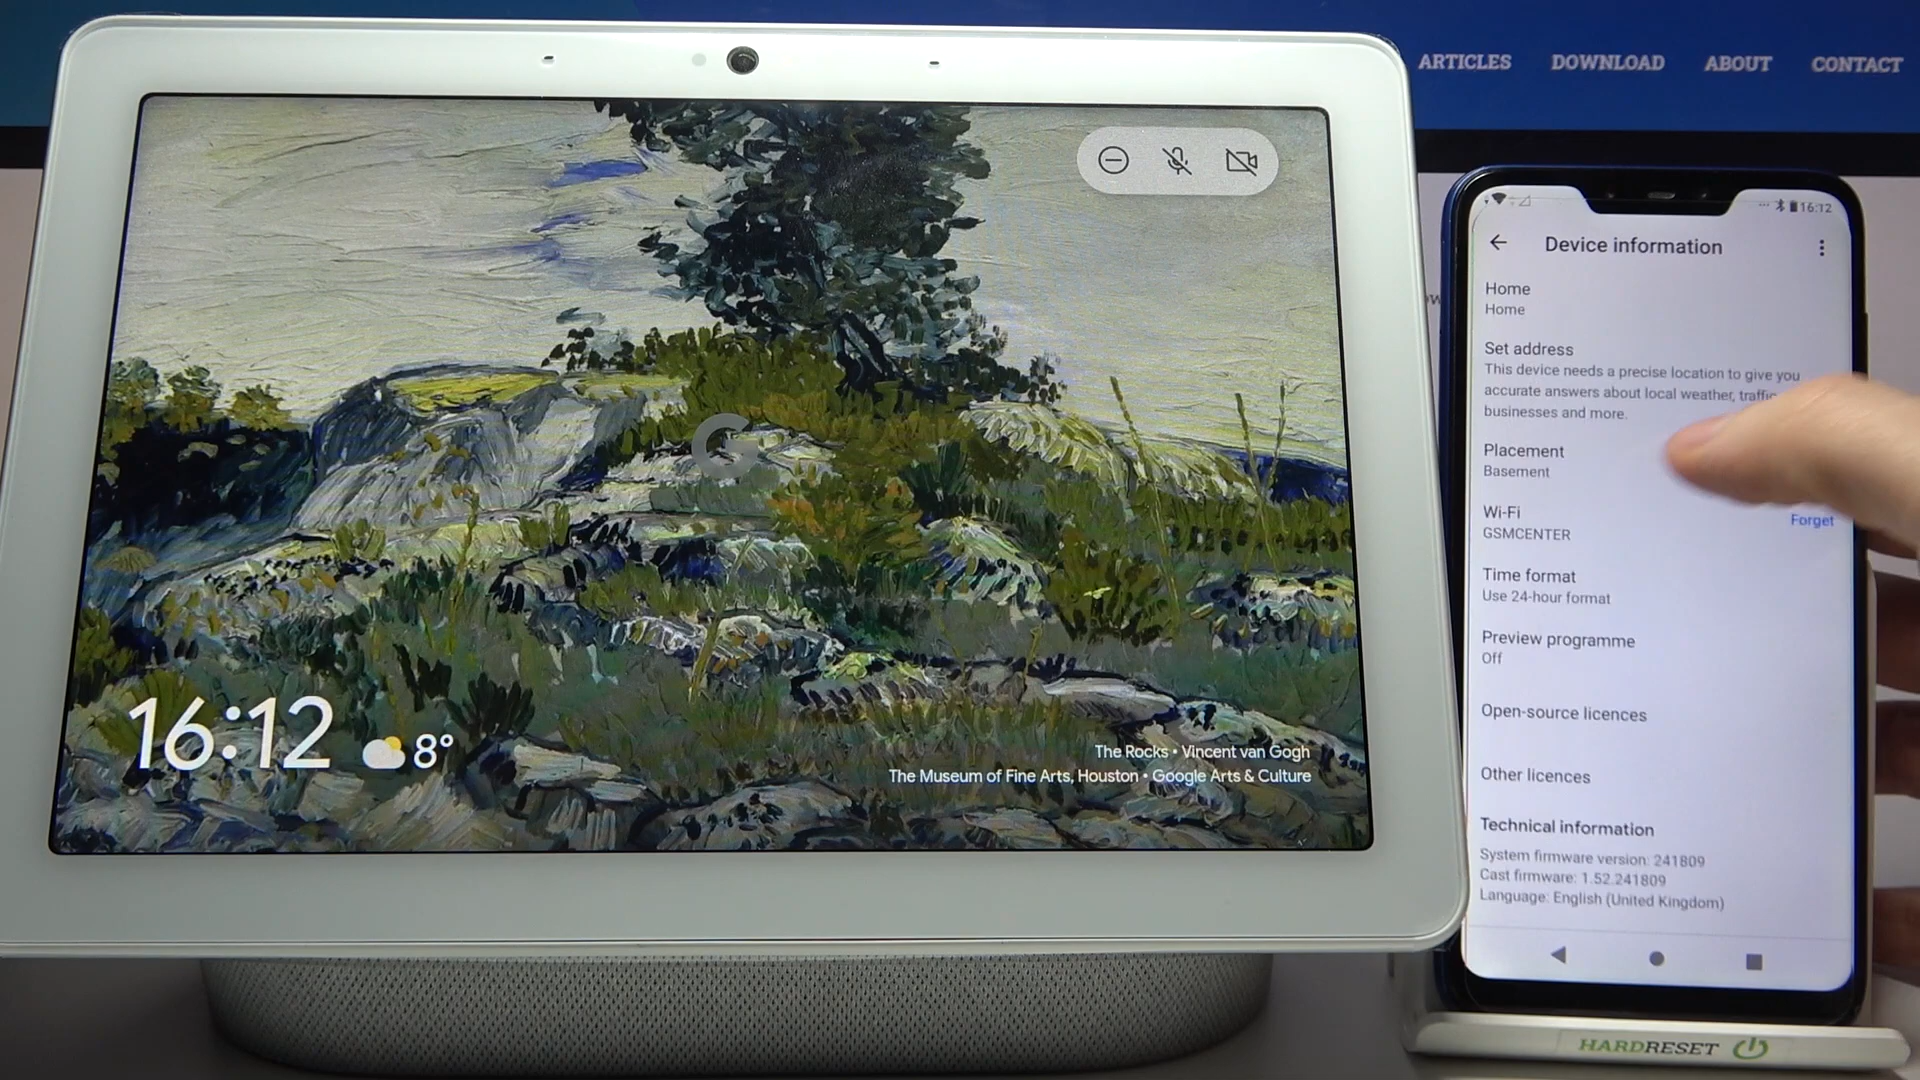 ARTICLES DOWNLOAD ABOUT CONTACT
16:12
Device information
Home
Home
Set address
This device needs a precise location to give you
accurate answers about local weather, traffic
businesses and more.
Placement
Basement
Wi-Fi
GSMCENTER
Forget
Time format
Use 24-hour format
Preview programme
Off
Open-source licences
Other licences
Technical information
System firmware version: 241809
Cast firmware: 1.52.241809
Language: English (United Kingdom)
G
16:12
8°
The Rocks • Vincent van Gogh
The Museum of Fine Arts, Houston • Google Arts & Culture
HARDRESET